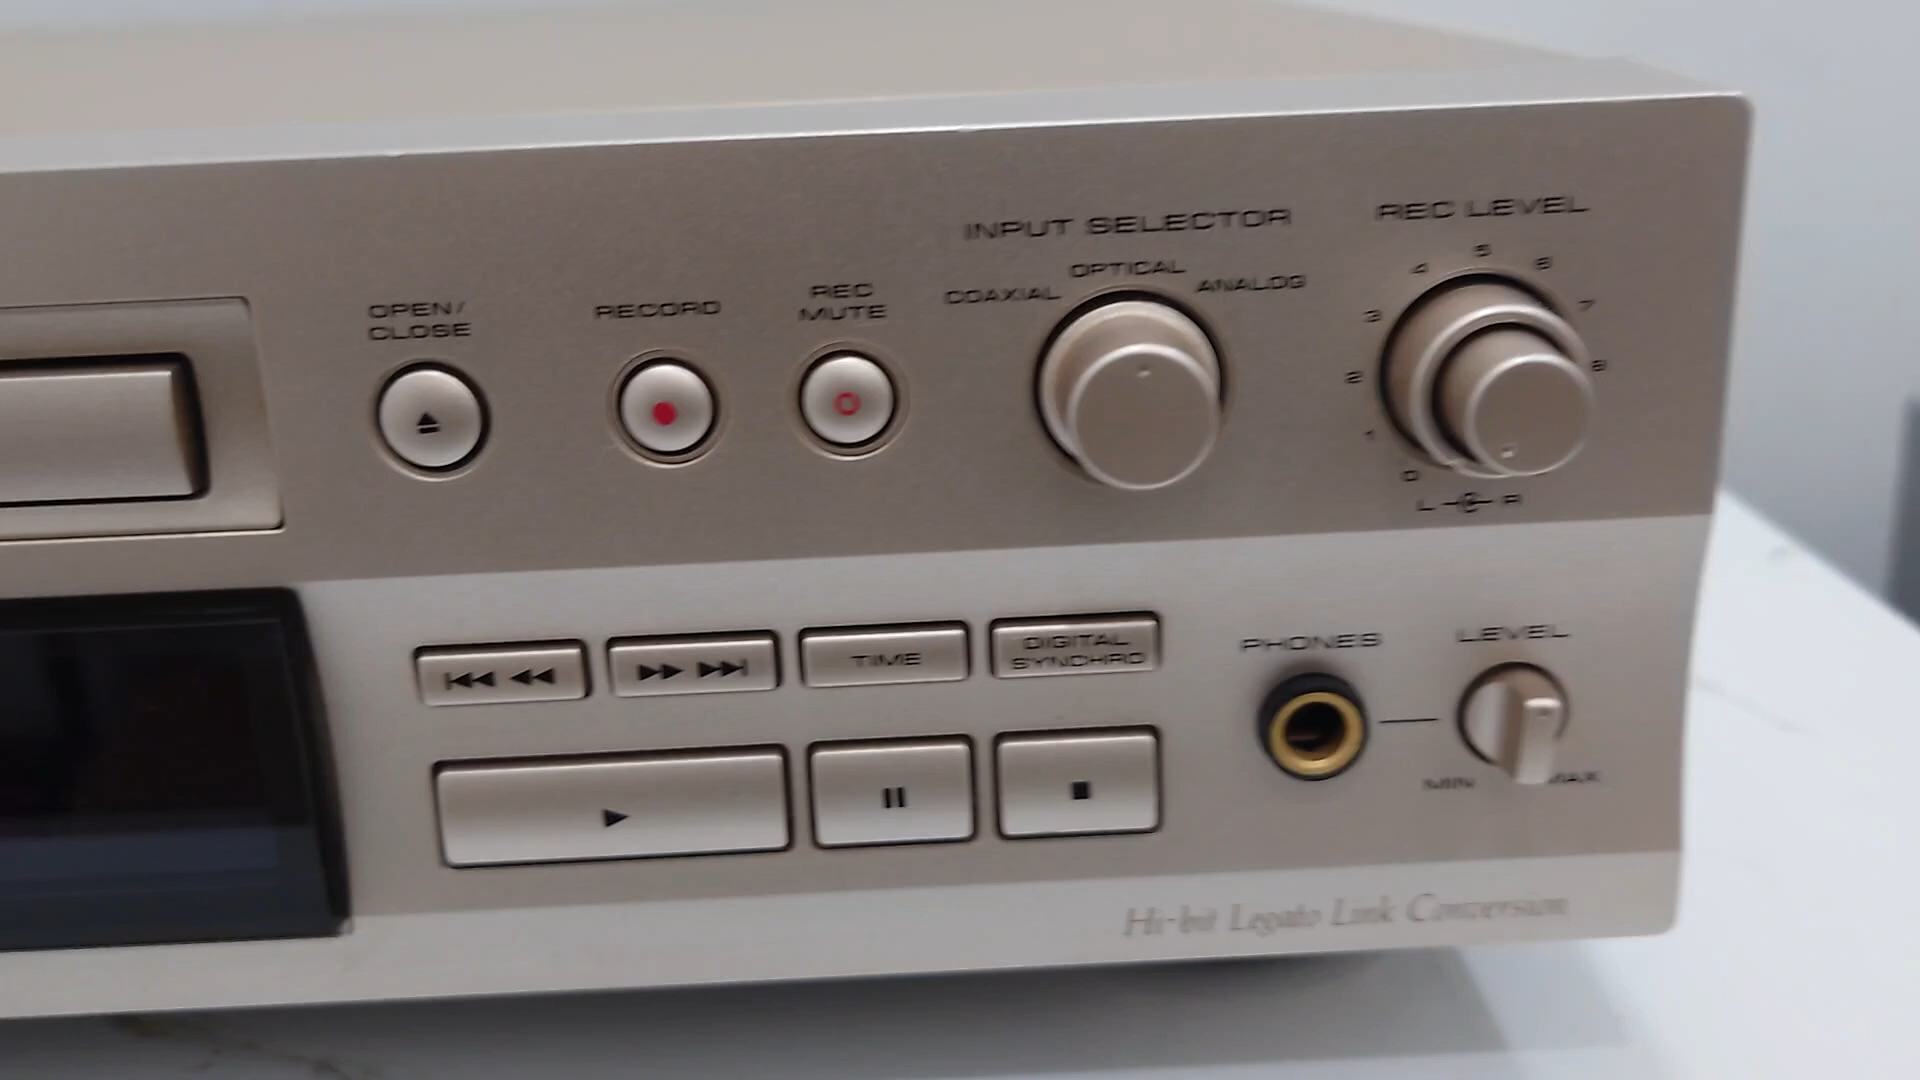 INPUT SELECTOR
REC LEVEL
OPEN/
CLOSE
RECORD
REC
MUTE
COAXIAL
OPTICAL
ANALOG
0
1
2
3
4
5
6
7
8
L
R
TIME
DIGITAL
SYNCHRO
PHONES
LEVEL
MIN
MAX
Hi-bit Legato Link Conversion